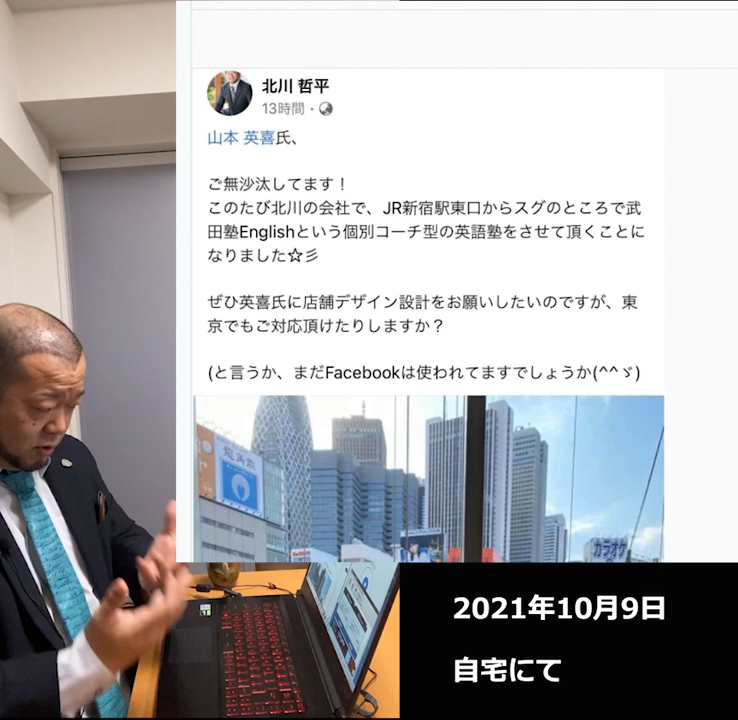 北川 哲平
13時間・
山本 英喜氏、
ご無沙汰してます！
このたび北川の会社で、JR新宿駅東口からスグのところで武
田塾Englishという個別コーチ型の英語塾をさせて頂くことに
なりました☆彡
ぜひ英喜氏に店舗デザイン設計をお願いしたいのですが、東
京でもご対応頂けたりしますか？
(と言うか、まだFacebookは使われてますでしょうか(^^ゞ)
カラオケ
2021年10月9日
自宅にて